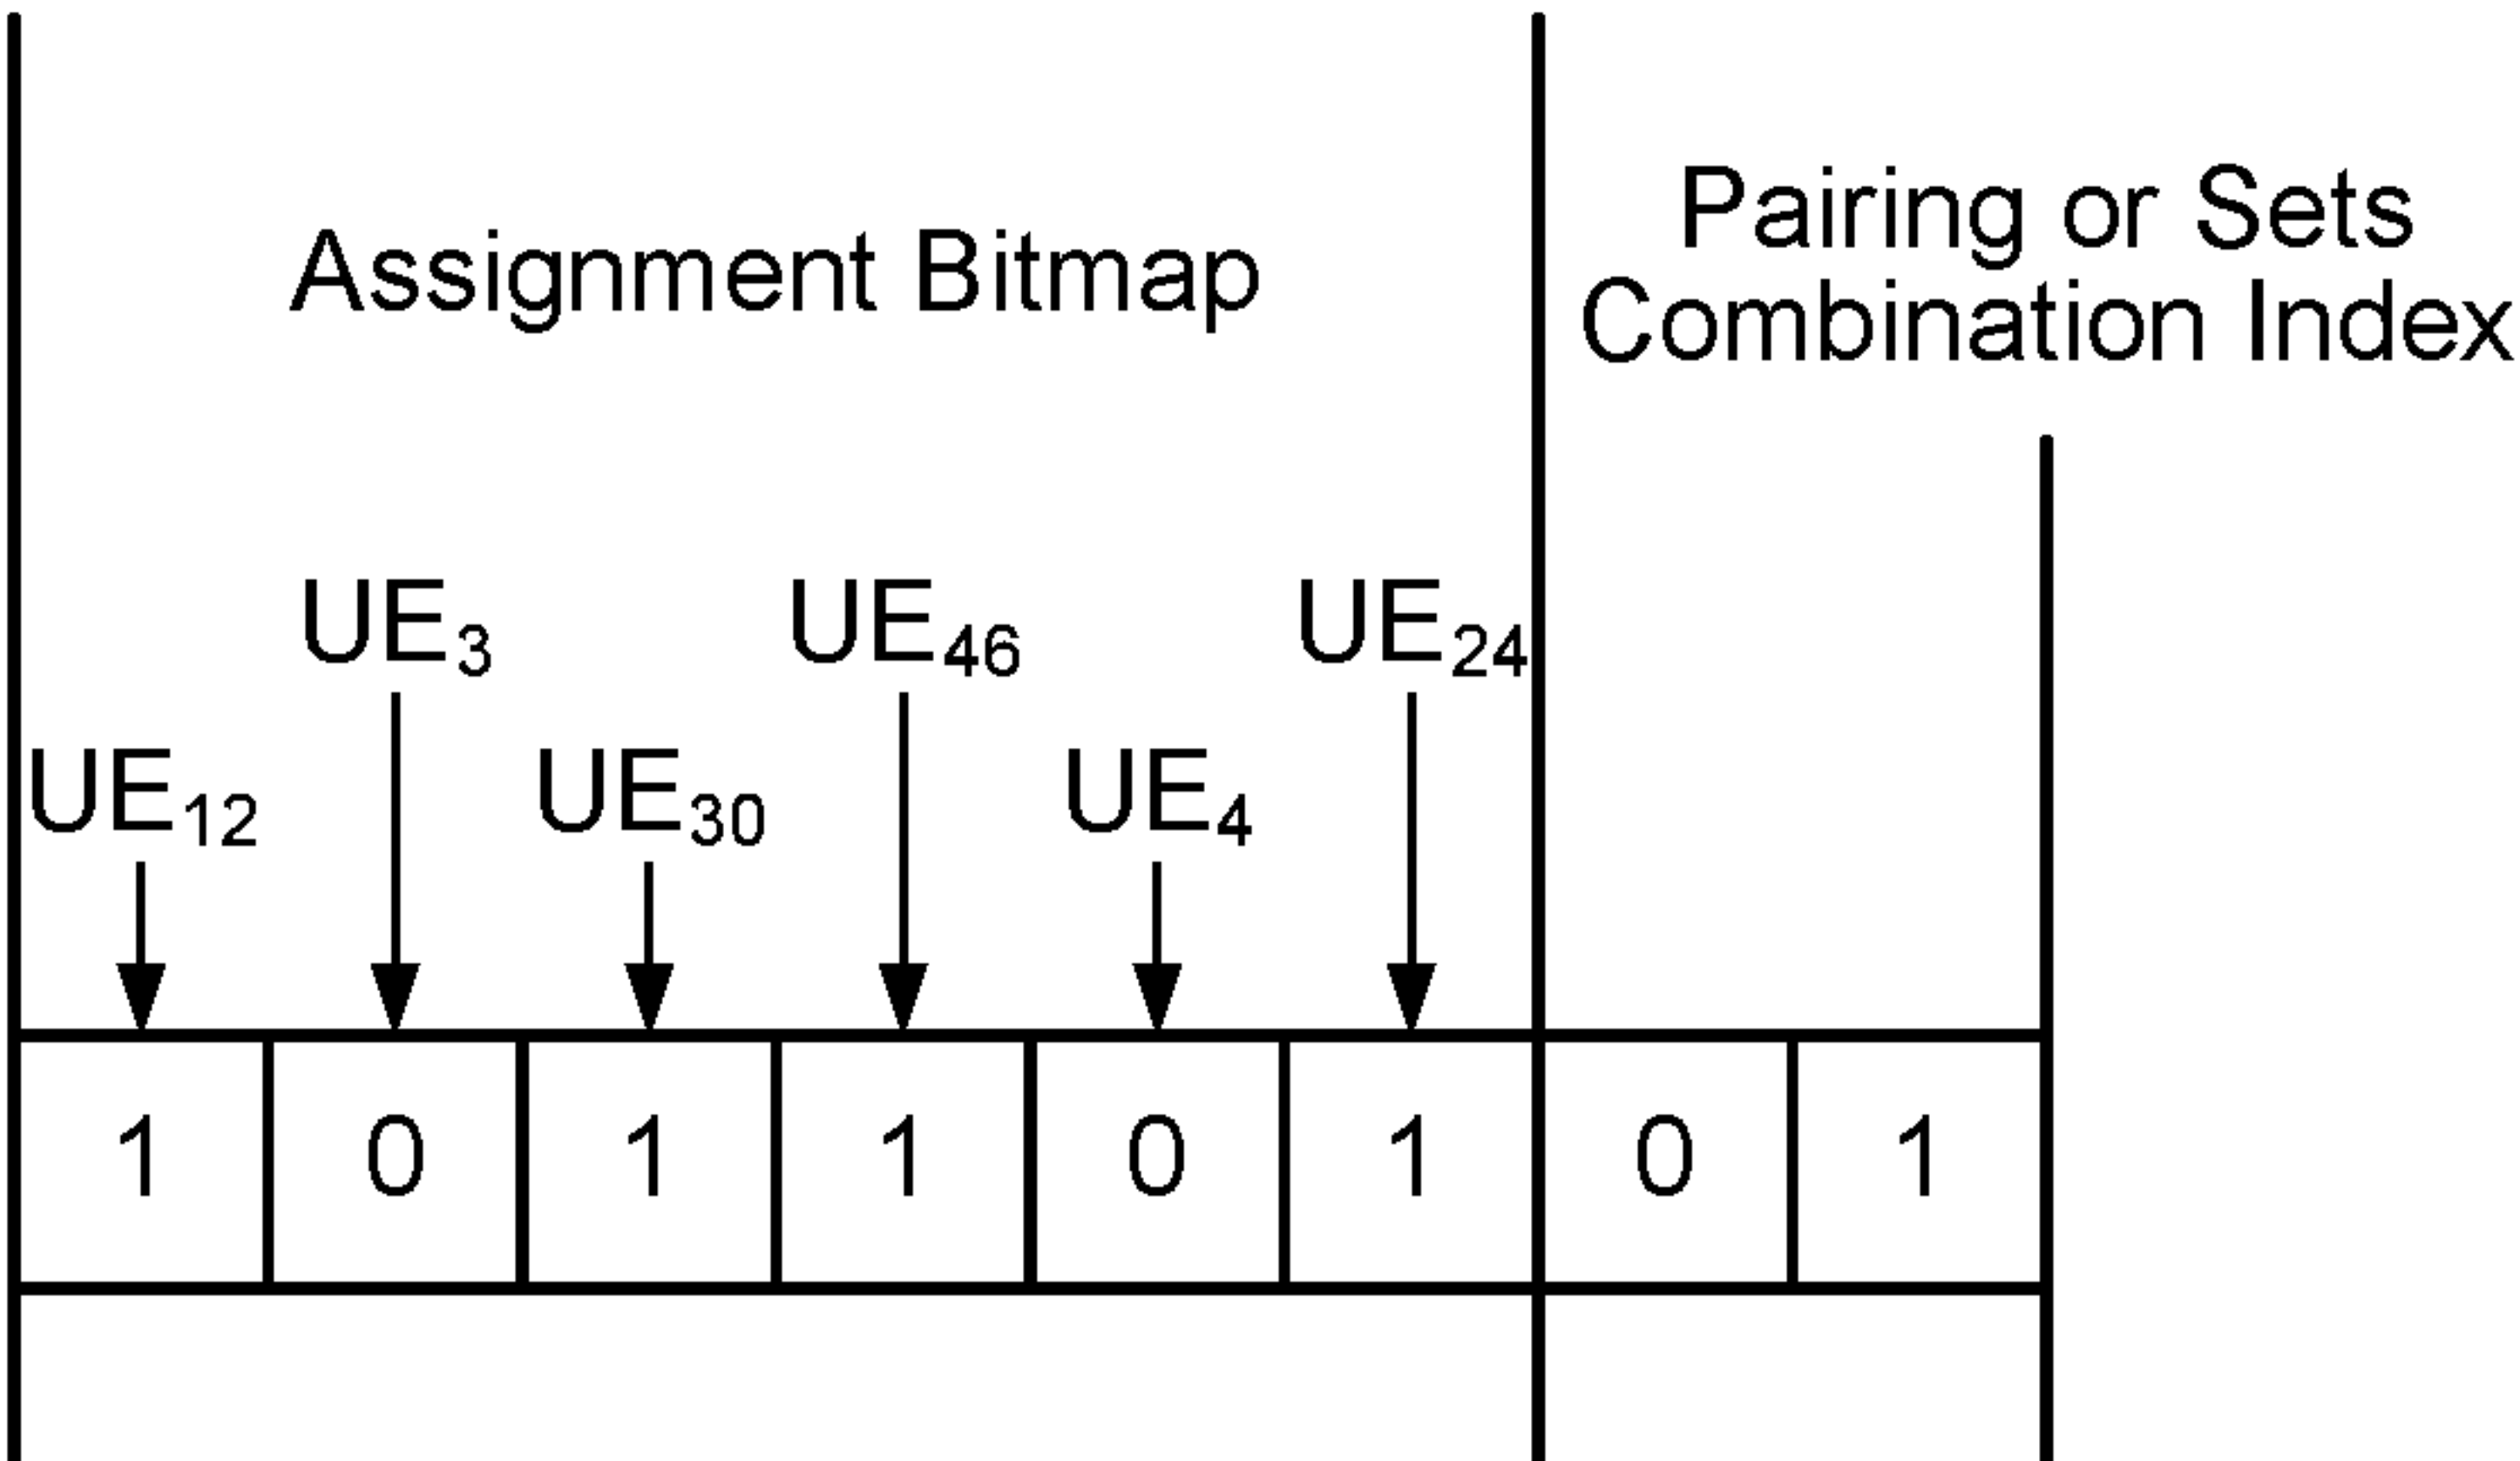 Assignment Bitmap
Pairing or Sets
Combination Index
UE3 UE46 UE24
UE12 UE30 UE4
1 0 1 1 0 1 0 1